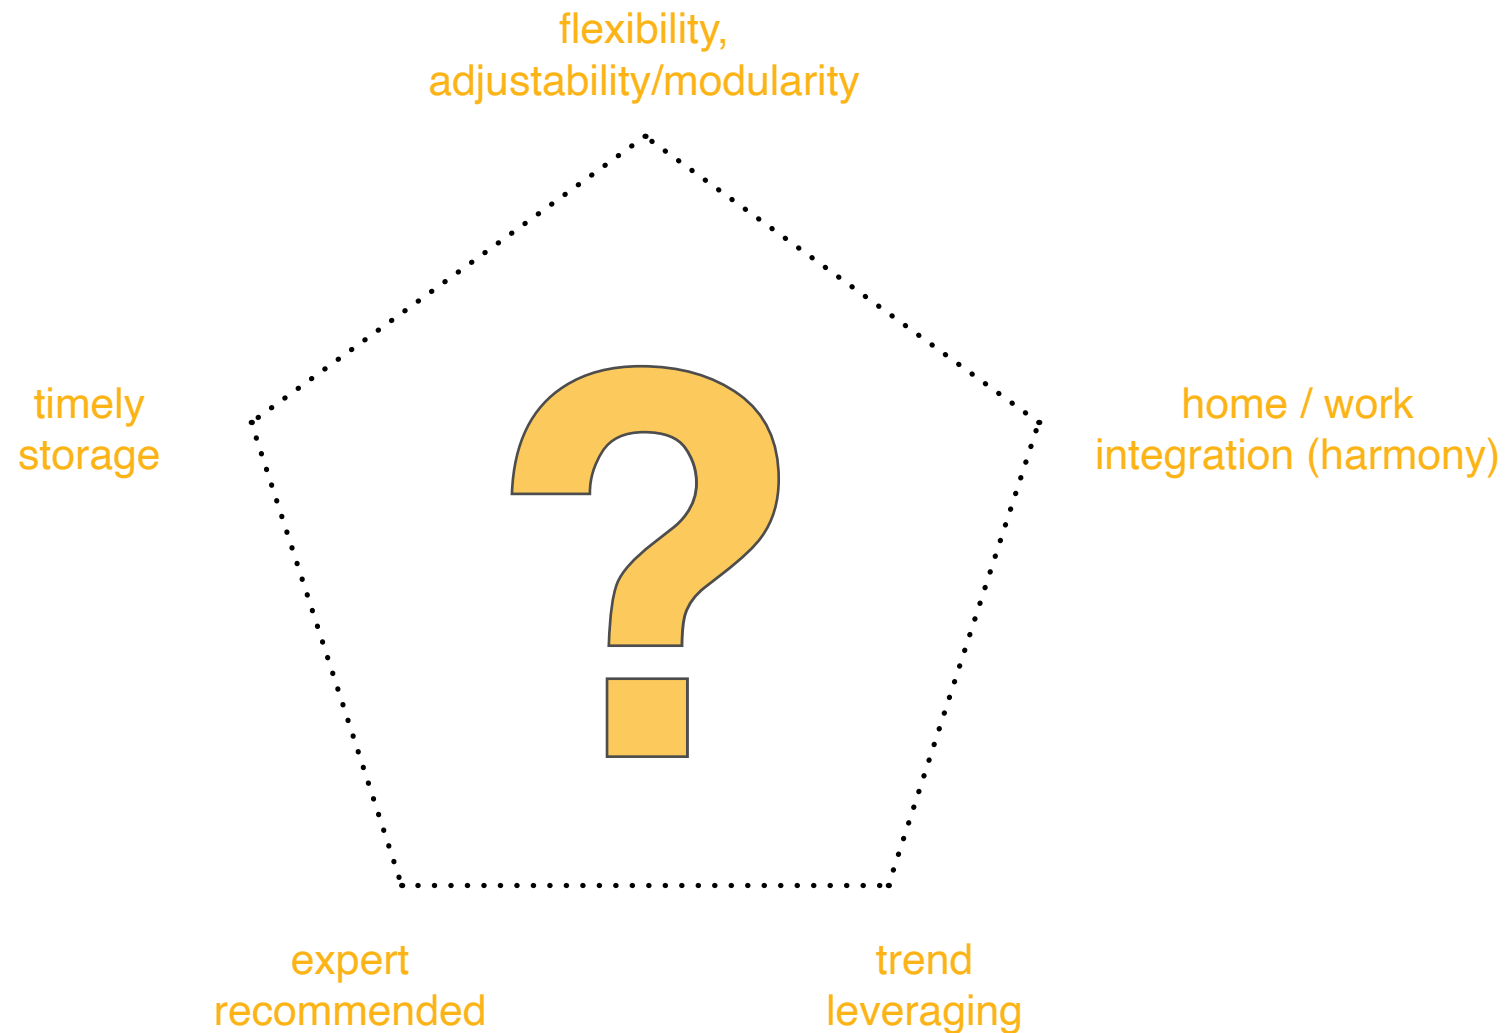 flexibility,
adjustability/modularity
timely
storage
home / work
integration (harmony)
?
expert
recommended
trend
leveraging